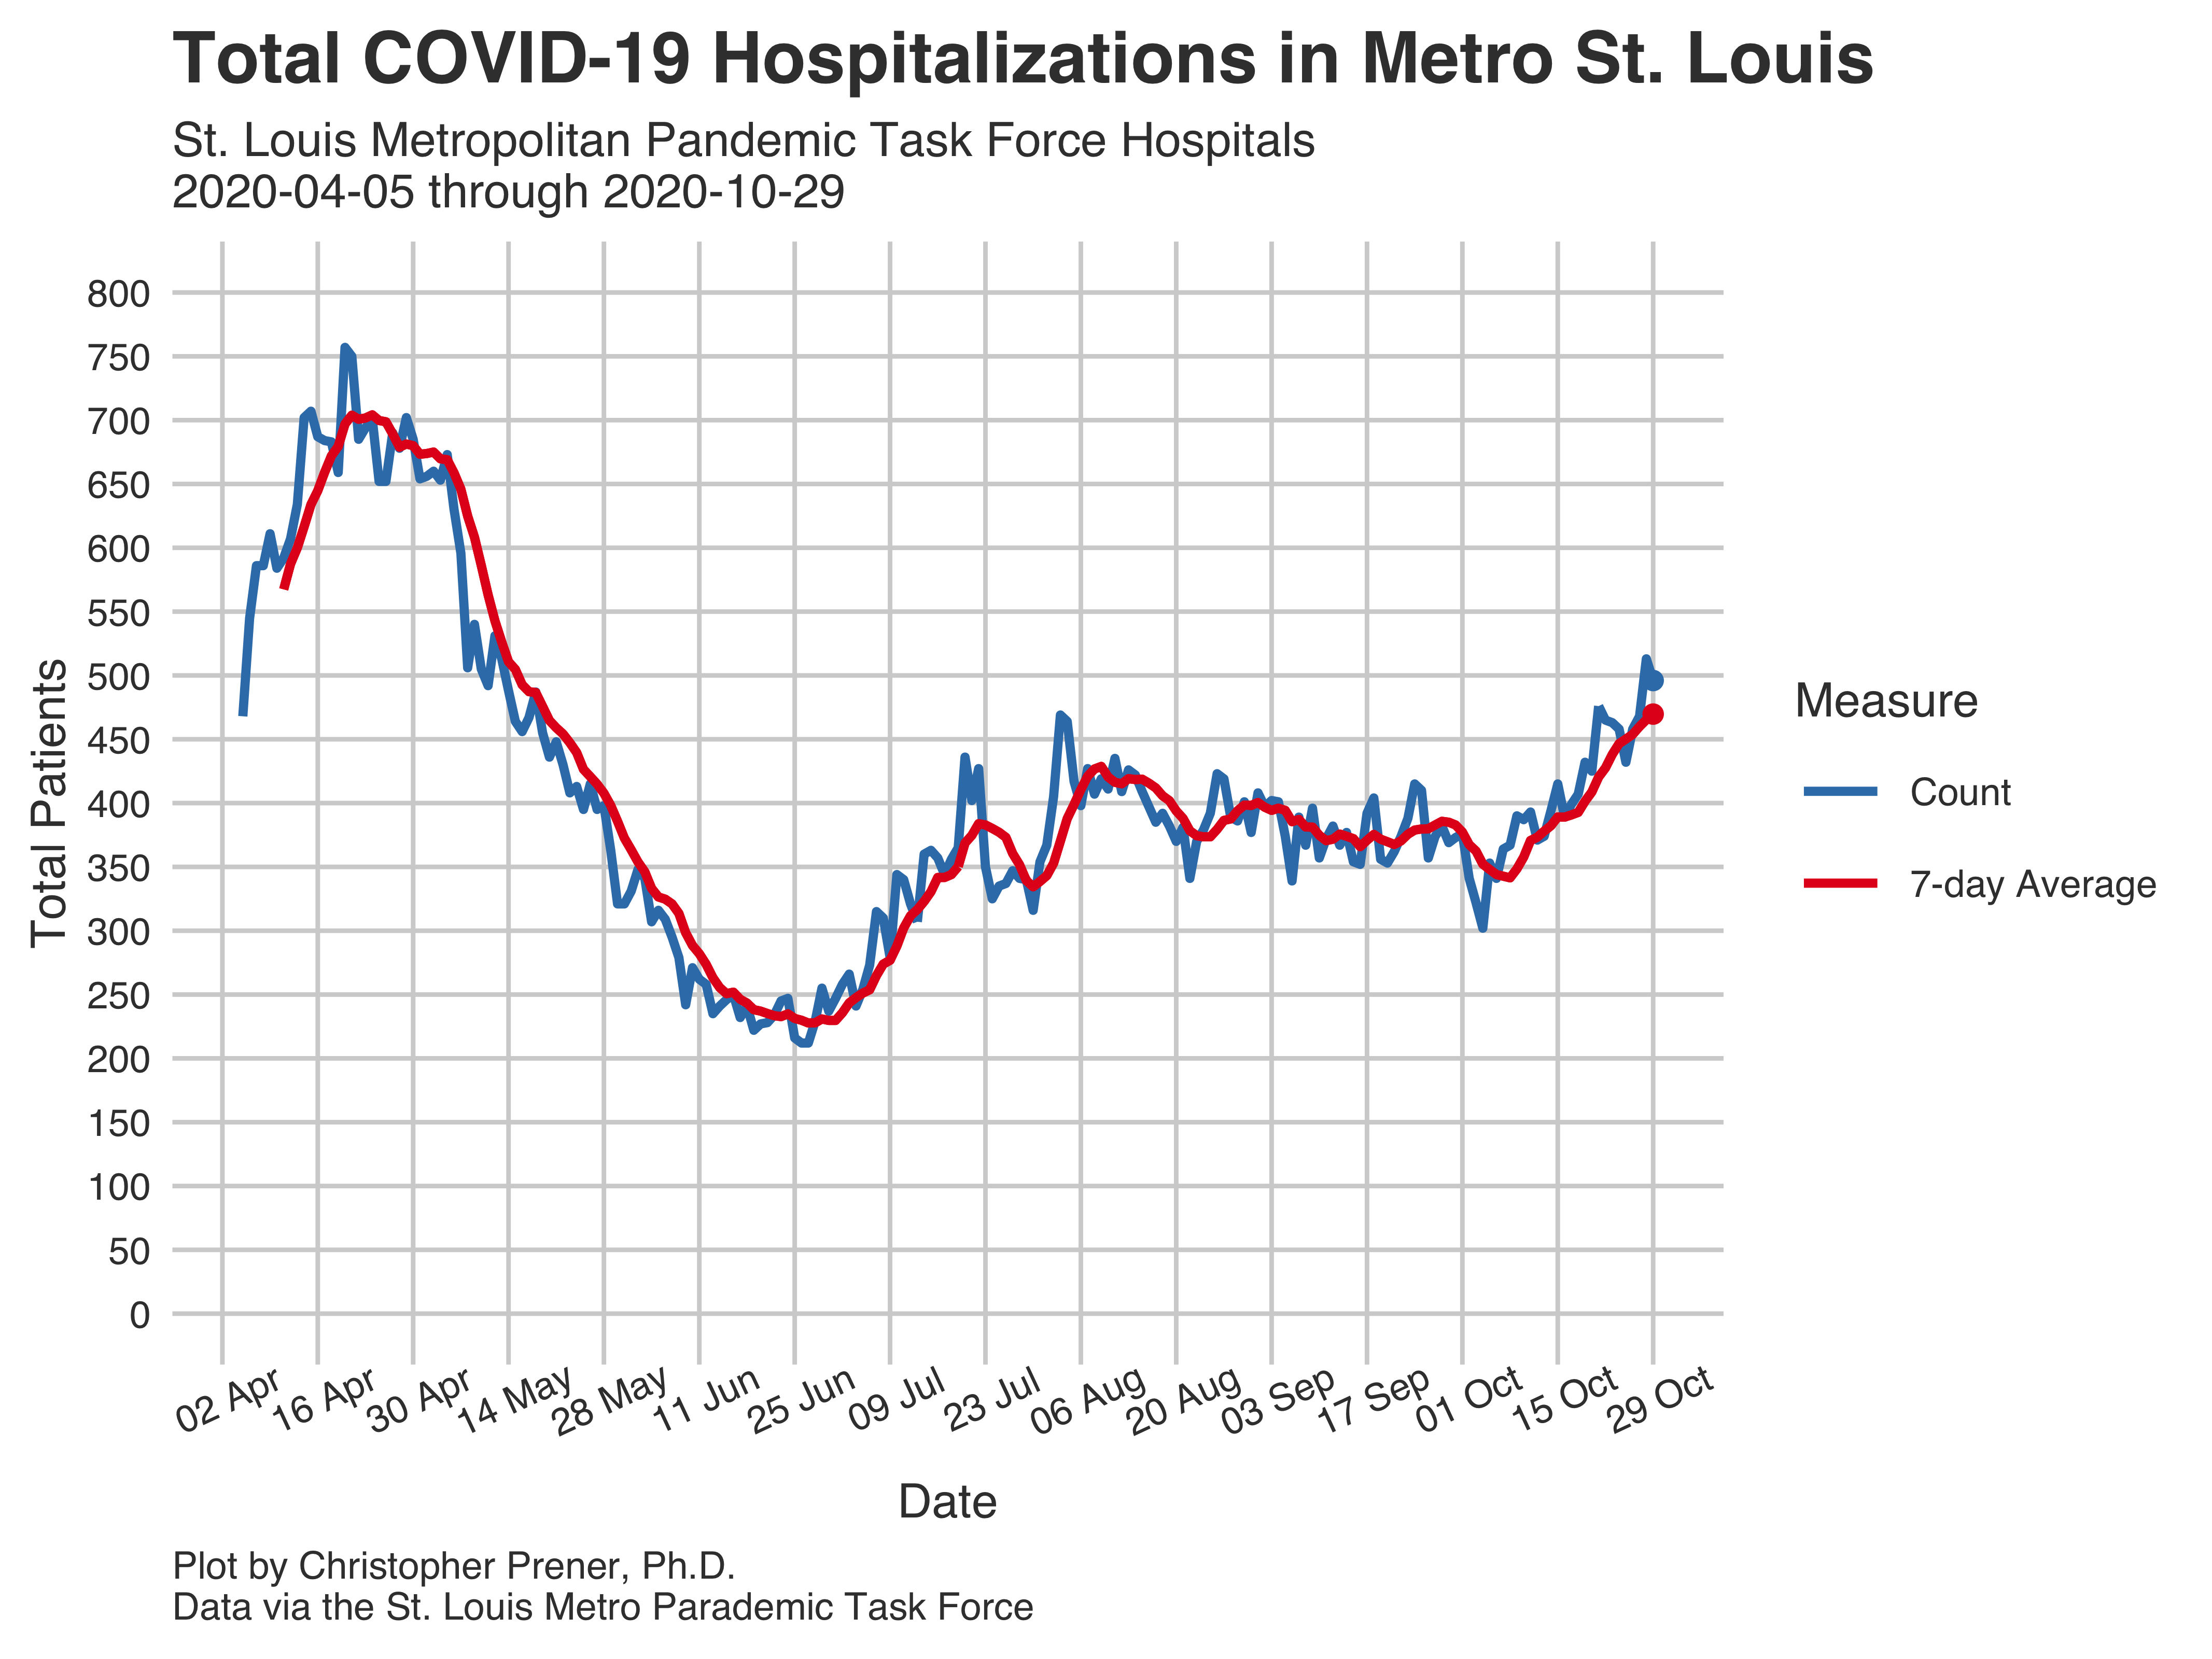 Total COVID-19 Hospitalizations in Metro St. Louis
St. Louis Metropolitan Pandemic Task Force Hospitals
2020-04-05 through 2020-10-29
Total Patients
800
750
700
650
600
550
500
450
400
350
300
250
200
150
100
50
0
02 Apr
16 Apr
30 Apr
14 May
28 May
11 Jun
25 Jun
09 Jul
23 Jul
06 Aug
20 Aug
03 Sep
17 Sep
01 Oct
15 Oct
29 Oct
Date
Measure
Count
7-day Average
Plot by Christopher Prener, Ph.D.
Data via the St. Louis Metro Parademic Task Force